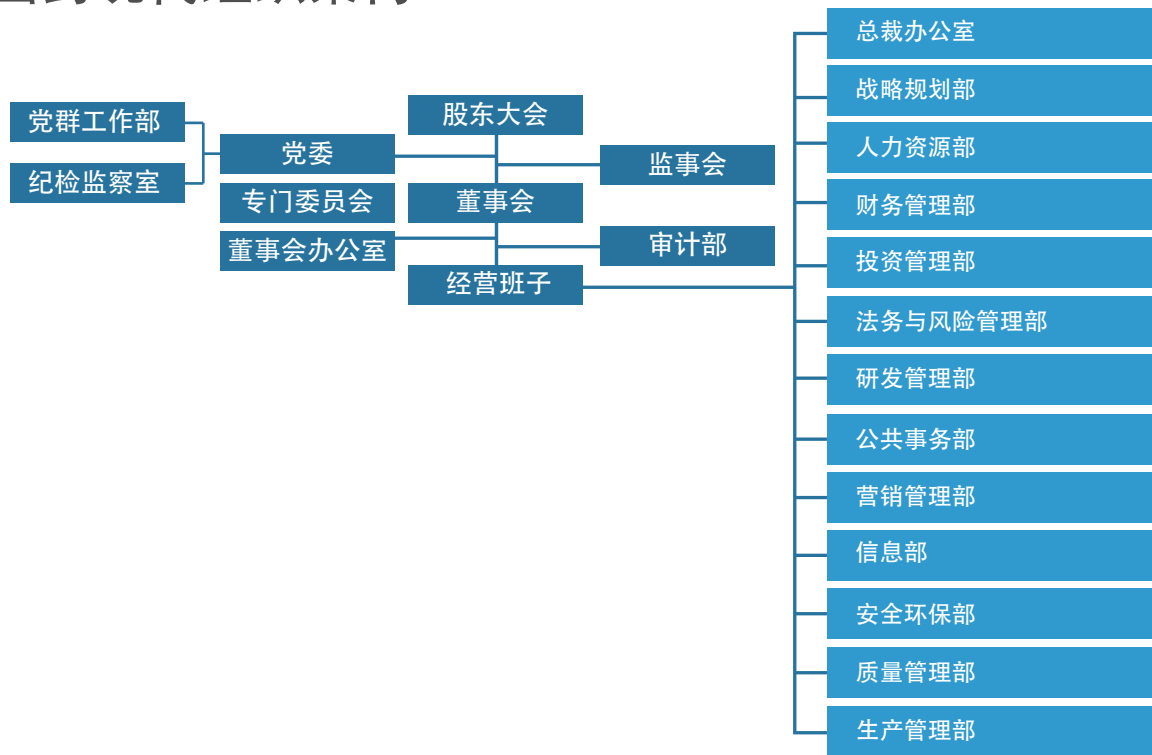 总裁办公室
战略规划部
党群工作部
股东大会
党委
人力资源部
监事会
纪检监察室
专门委员会
董事会
财务管理部
董事会办公室
审计部
投资管理部
经营班子
法务与风险管理部
研发管理部
公共事务部
营销管理部
信息部
安全环保部
质量管理部
生产管理部